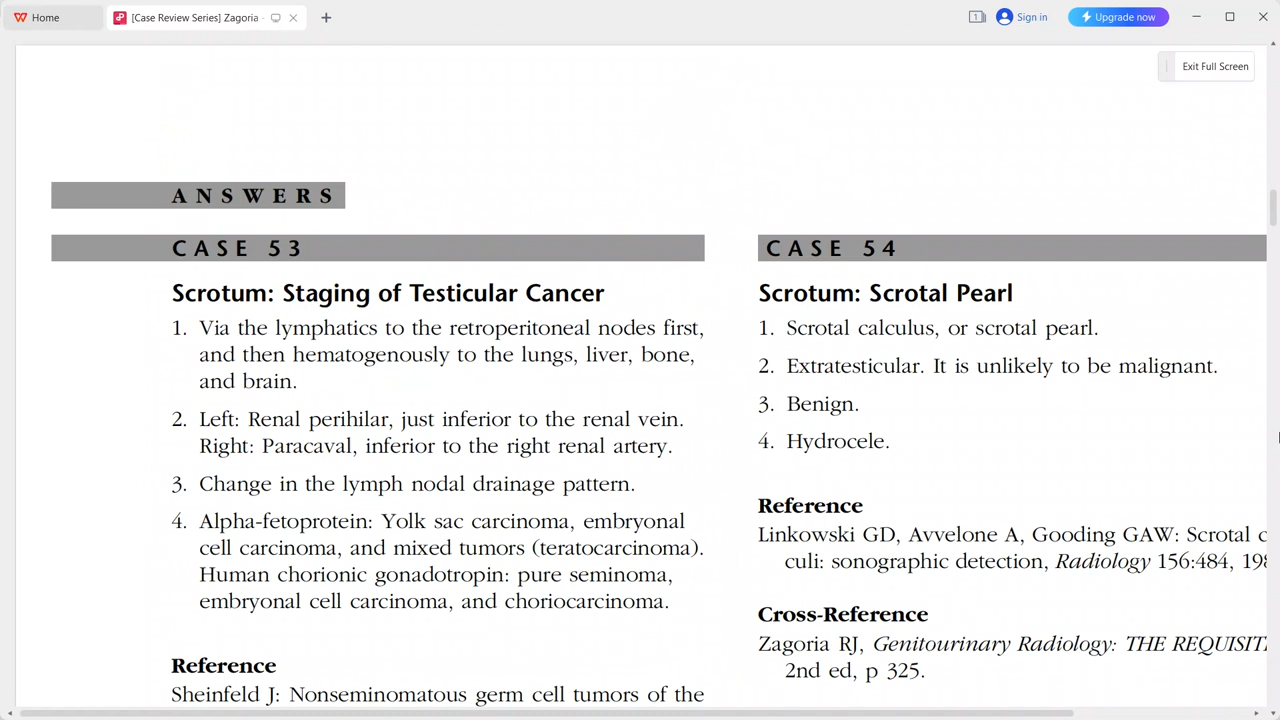 Home
[Case Review Series] Zagoria
Sign in
Upgrade now
Exit Full Screen
ANSWERS
CASE 53
Scrotum: Staging of Testicular Cancer
1. Via the lymphatics to the retroperitoneal nodes first,
and then hematogenously to the lungs, liver, bone,
and brain.
2. Left: Renal perihilar, just inferior to the renal vein.
Right: Paracaval, inferior to the right renal artery.
3. Change in the lymph nodal drainage pattern.
4. Alpha-fetoprotein: Yolk sac carcinoma, embryonal
cell carcinoma, and mixed tumors (teratocarcinoma).
Human chorionic gonadotropin: pure seminoma,
embryonal cell carcinoma, and choriocarcinoma.
Reference
Sheinfeld J: Nonseminomatous germ cell tumors of the
CASE 54
Scrotum: Scrotal Pearl
1. Scrotal calculus, or scrotal pearl.
2. Extratesticular. It is unlikely to be malignant.
3. Benign.
4. Hydrocele.
Reference
Linkowski GD, Avvelone A, Gooding GAW: Scrotal c
culi: sonographic detection, Radiology 156:484, 198
Cross-Reference
Zagoria RJ, Genitourinary Radiology: THE REQUISIT
2nd ed, p 325.